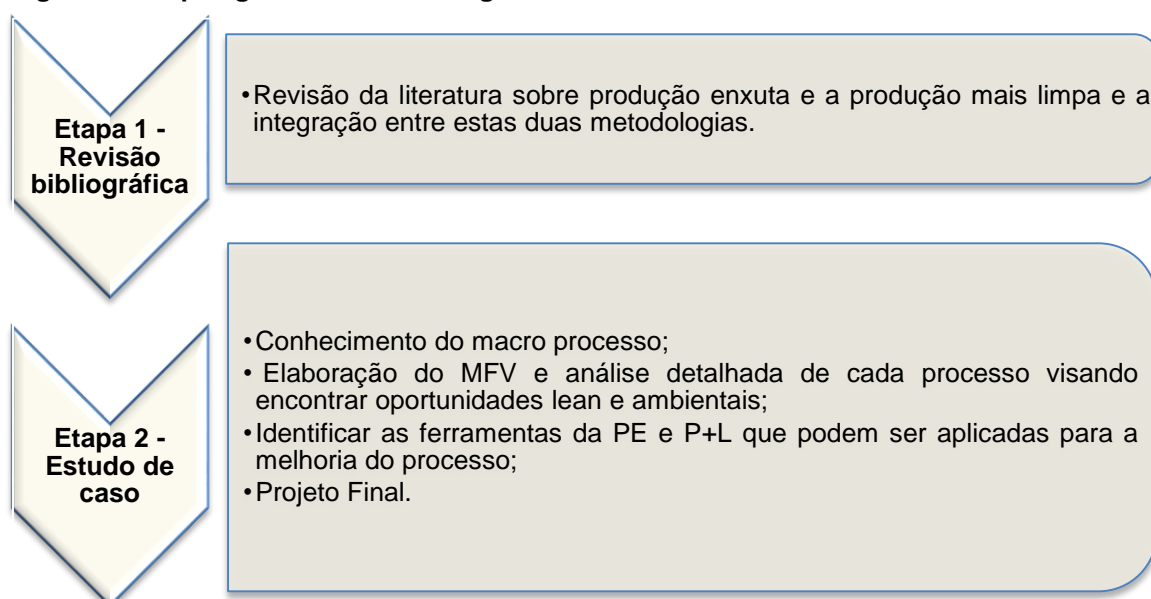 Etapa 1 -
Revisão
bibliográfica
•Revisão da literatura sobre produção enxuta e a produção mais limpa e a
integração entre estas duas metodologias.
Etapa 2 -
Estudo de
caso
•Conhecimento do macro processo;
• Elaboração do MFV e análise detalhada de cada processo visando
encontrar oportunidades lean e ambientais;
•Identificar as ferramentas da PE e P+L que podem ser aplicadas para a
melhoria do processo;
•Projeto Final.